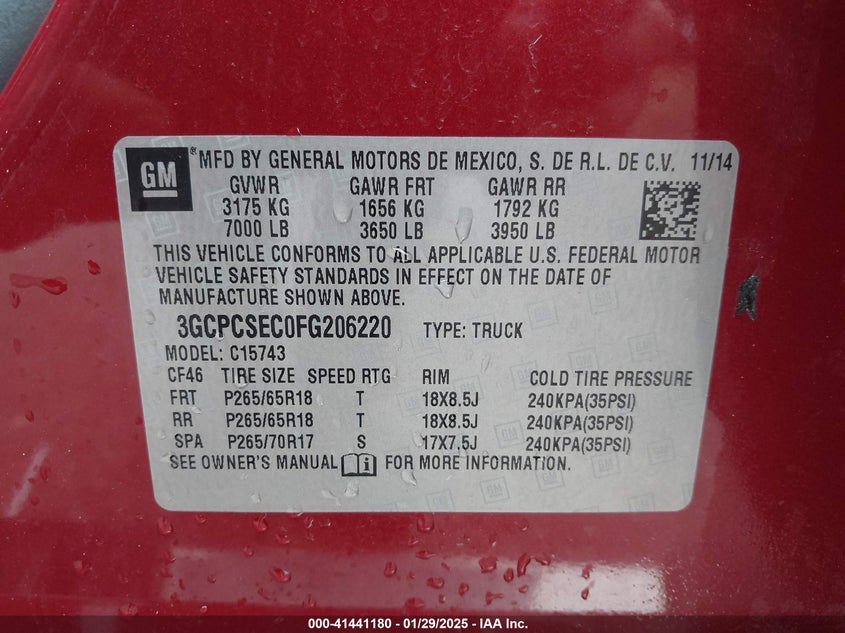 GM ® MFD BY GENERAL MOTORS DE MEXICO, S. DE R.L. DE C.V. 11/14
GVWR GAWR FRT GAWR RR
3175 KG 1656 KG 1792 KG
7000 LB 3650 LB 3950 LB
THIS VEHICLE CONFORMS TO ALL APPLICABLE U.S. FEDERAL MOTOR
VEHICLE SAFETY STANDARDS IN EFFECT ON THE DATE OF
MANUFACTURE SHOWN ABOVE.
3GCPCSEC0FG206220 TYPE: TRUCK
MODEL: C15743
CF46 TIRE SIZE SPEED RTG RIM COLD TIRE PRESSURE
FRT P265/65R18 T 18X8.5J 240KPA(35PSI)
RR P265/65R18 T 18X8.5J 240KPA(35PSI)
SPA P265/70R17 S 17X7.5J 240KPA(35PSI)
SEE OWNER'S MANUAL i FOR MORE INFORMATION.
000-41441180 - 01/29/2025 - IAA Inc.